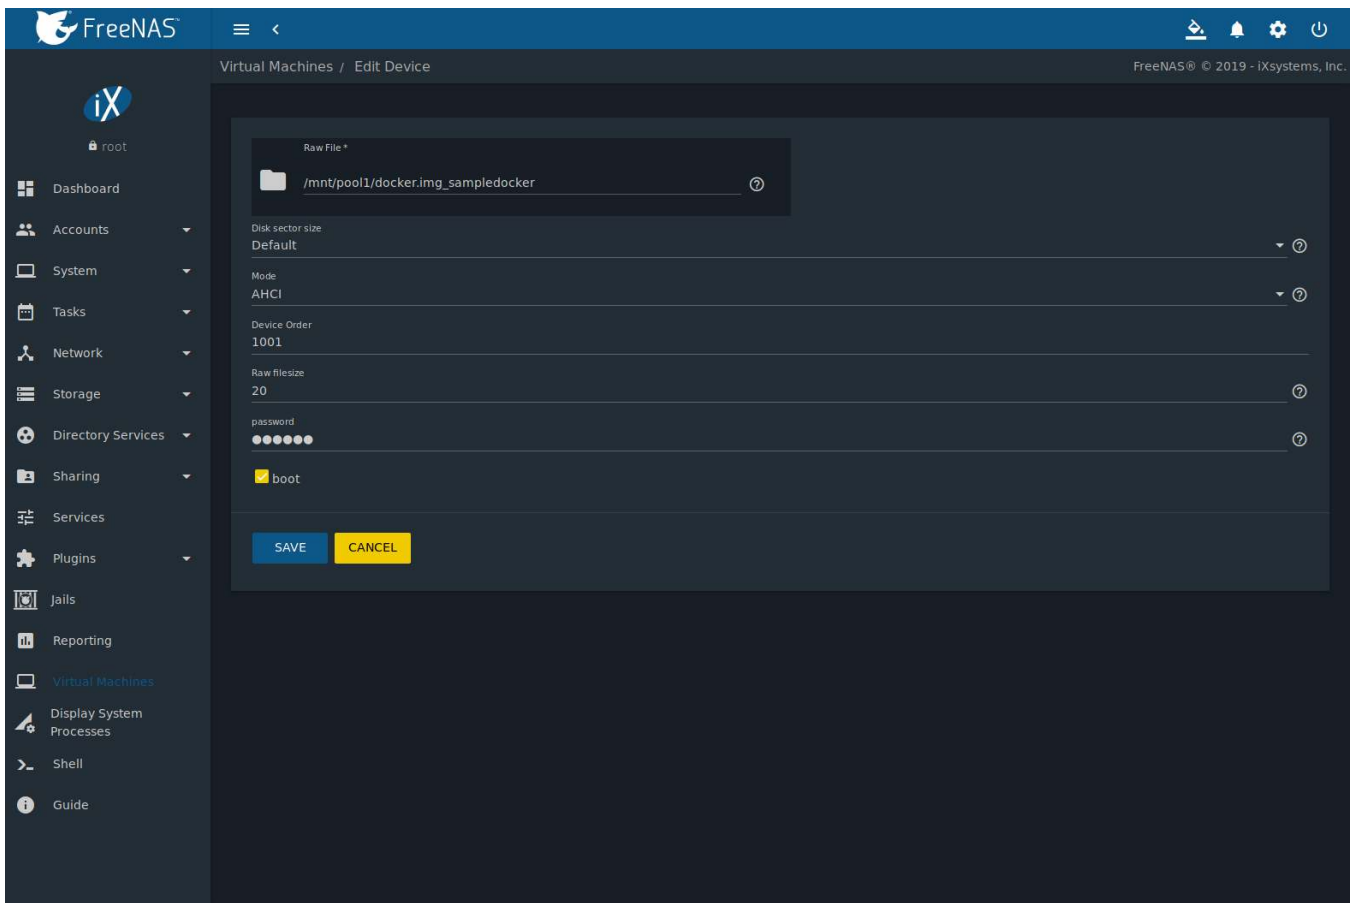 FreeNAS™
Virtual Machines / Edit Device
FreeNAS® © 2019 - iXsystems, Inc.
iX
root
Dashboard
Accounts
System
Tasks
Network
Storage
Directory Services
Sharing
Services
Plugins
Jails
Reporting
Virtual Machines
Display System
Processes
Shell
Guide
Raw File *
/mnt/pool1/docker.img_sampledocker
Disk sector size
Default
Mode
AHCI
Device Order
1001
Raw filesize
20
password
●●●●●●
boot
SAVE
CANCEL